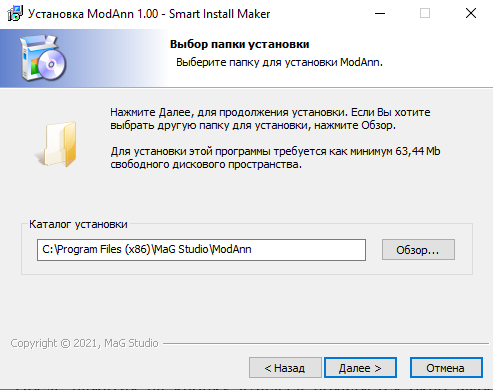 Установка ModAnn 1.00 - Smart Install Maker
Выбор папки установки
Выберите папку для установки ModAnn.
Нажмите Далее, для продолжения установки. Если Вы хотите
выбрать другую папку для установки, нажмите Обзор.
Для установки этой программы требуется как минимум 63,44 Mb
свободного дискового пространства.
Каталог установки
C:\Program Files (x86)\MaG Studio\ModAnn
Обзор...
Copyright © 2021, MaG Studio
< Назад
Далее >
Отмена